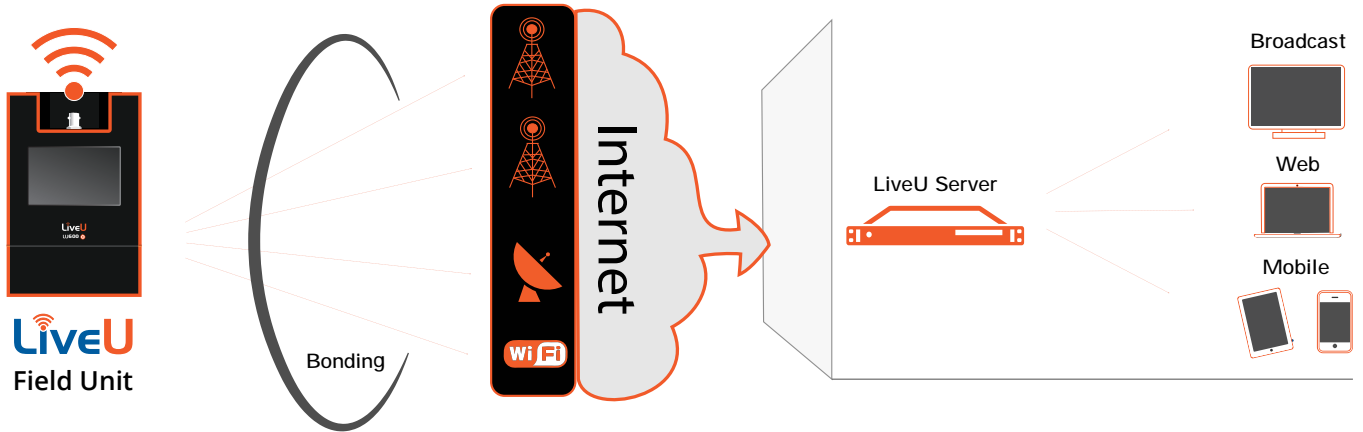 LiveU
LU600
LiveU
Field Unit
Bonding
Wi Fi
Internet
LiveU Server
Broadcast
Web
Mobile